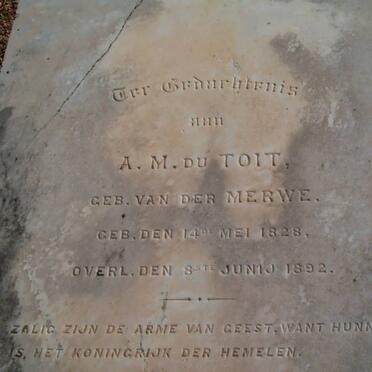 Ter Gedachtenis
aan
A. M. DU TOIT,
GEB. VAN DER MERWE.
GEB. DEN 14DE MEI 1828,
OVERL. DEN 8STE JUNIJ 1892.
ZALIG ZIJN DE ARME VAN GEEST, WANT HUNN
IS, HET KONINGRIJK DER HEMELEN.